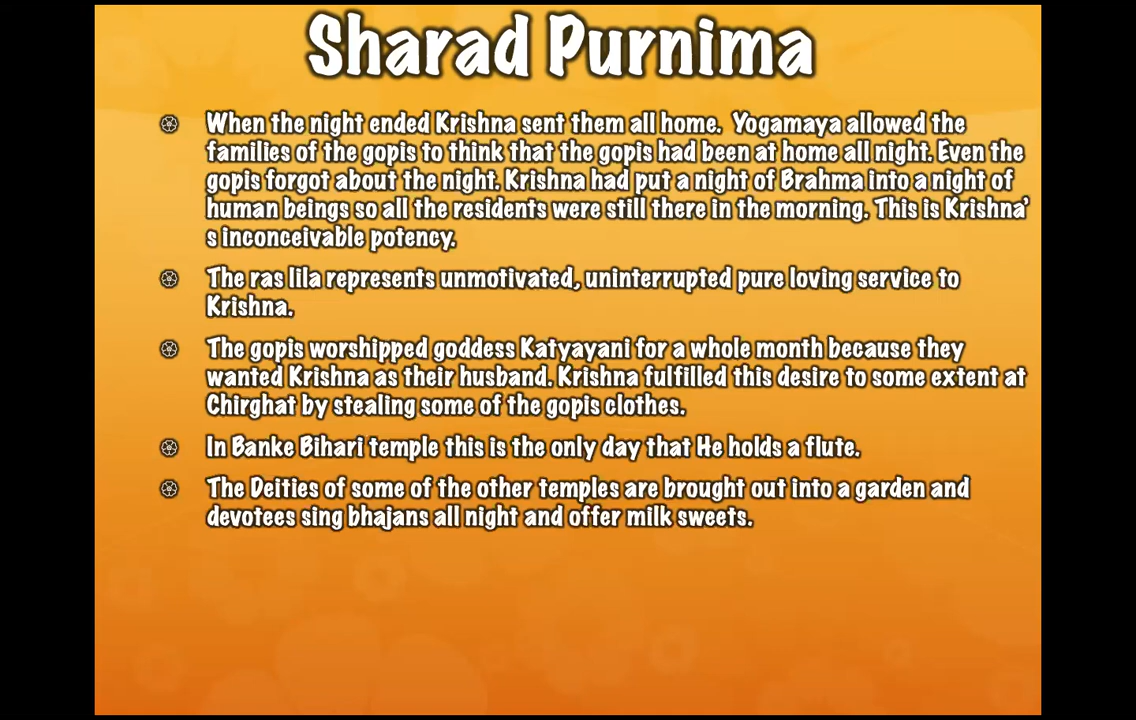 Sharad Purnima
When the night ended Krishna sent them all home. Yogamaya allowed the
families of the gopis to think that the gopis had been at home all night. Even the
gopis forgot about the night. Krishna had put a night of Brahma into a night of
human beings so all the residents were still there in the morning. This is Krishna’
s inconceivable potency.
The ras lila represents unmotivated, uninterrupted pure loving service to
Krishna.
The gopis worshipped goddess Katyayani for a whole month because they
wanted Krishna as their husband. Krishna fulfilled this desire to some extent at
Chirghat by stealing some of the gopis clothes.
In Banke Bihari temple this is the only day that He holds a flute.
The Deities of some of the other temples are brought out into a garden and
devotees sing bhajans all night and offer milk sweets.